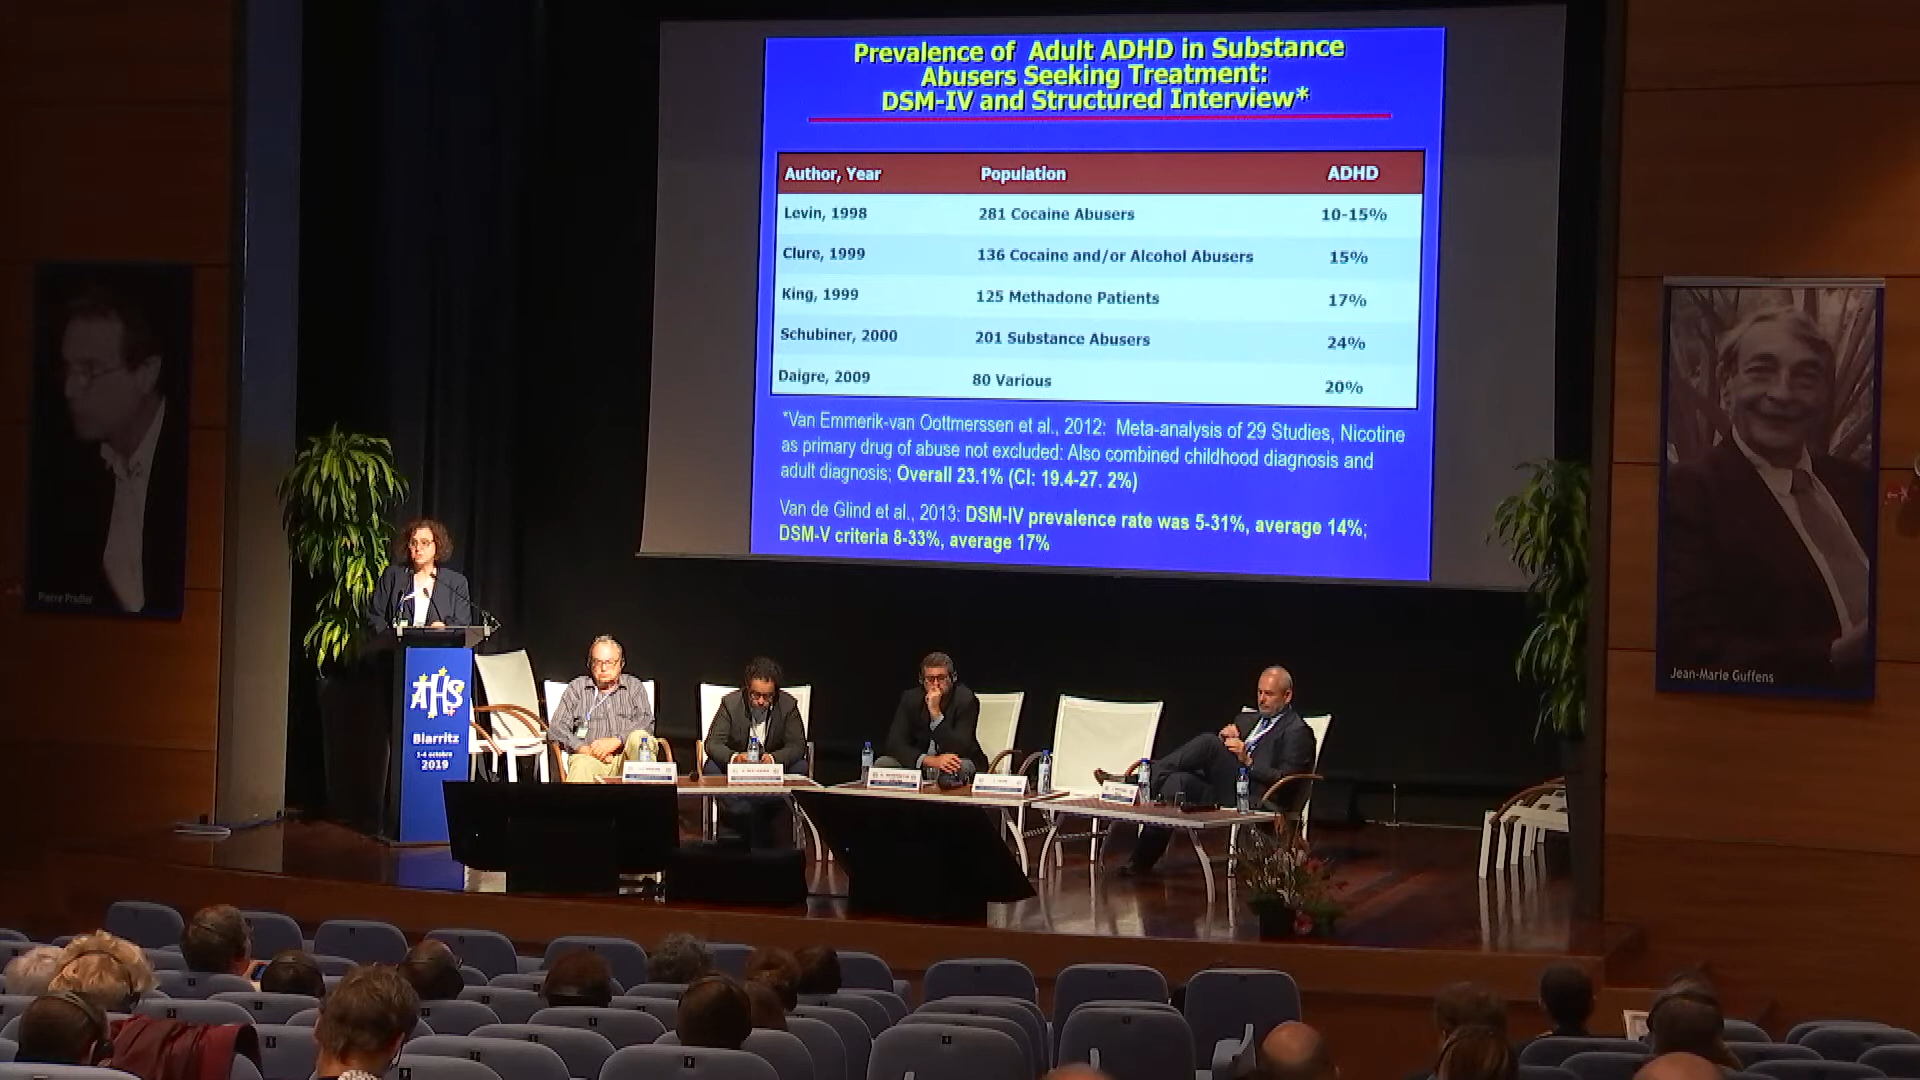 Prevalence of Adult ADHD in Substance
Abusers Seeking Treatment:
DSM-IV and Structured Interview*
Author, Year Population ADHD
Levin, 1998 281 Cocaine Abusers 10-15%
Clure, 1999 136 Cocaine and/or Alcohol Abusers 15%
King, 1999 125 Methadone Patients 17%
Schubiner, 2000 201 Substance Abusers 24%
Daigre, 2009 80 Various 20%
*Van Emmerik-van Oottmerssen et al., 2012: Meta-analysis of 29 Studies, Nicotine
as primary drug of abuse not excluded: Also combined childhood diagnosis and
adult diagnosis; Overall 23.1% (CI: 19.4-27. 2%)
Van de Glind et al., 2013: DSM-IV prevalence rate was 5-31%, average 14%;
DSM-V criteria 8-33%, average 17%
Pierre Pradier
Jean-Marie Guffens
AHS
Biarritz
1-4 octobre
2019